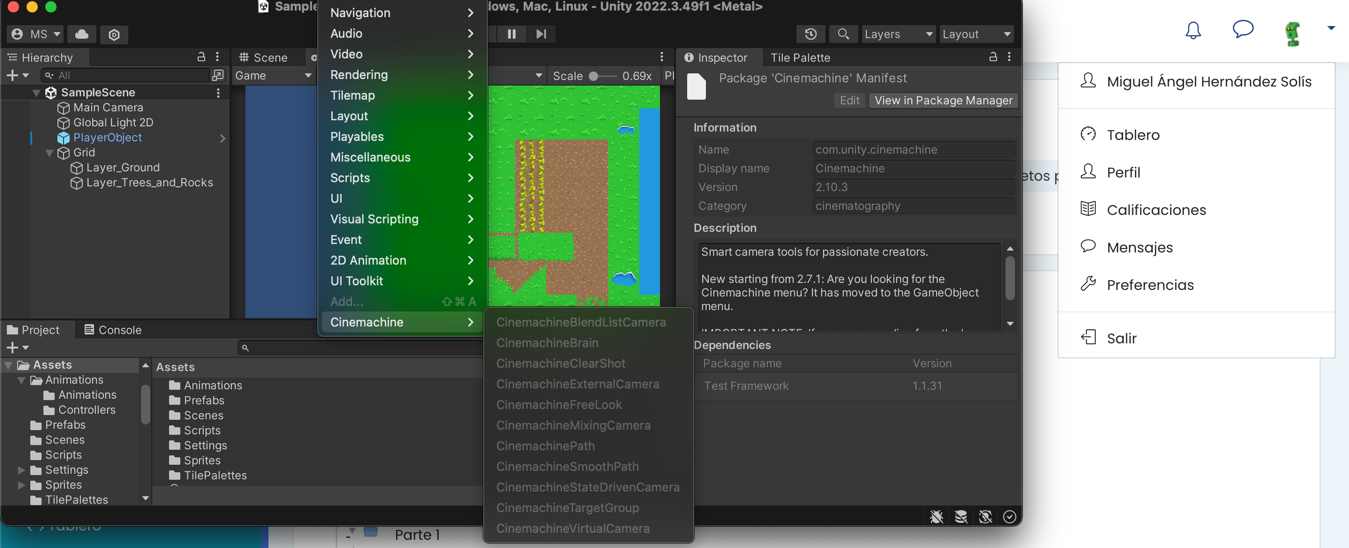 Sample
dows, Mac, Linux - Unity 2022.3.49f1 <Metal>
MS
Layers
Layout
Hierarchy
All
SampleScene
Main Camera
Global Light 2D
PlayerObject
Grid
Layer_Ground
Layer_Trees_and_Rocks
Scene
Game
Scale
0.69x
Pl
Navigation
Audio
Video
Rendering
Tilemap
Layout
Playables
Miscellaneous
Scripts
UI
Visual Scripting
Event
2D Animation
UI Toolkit
Add...
⇧⌘A
Cinemachine
CinemachineBlendListCamera
CinemachineBrain
CinemachineClearShot
CinemachineExternalCamera
CinemachineFreeLook
CinemachineMixingCamera
CinemachinePath
CinemachineSmoothPath
CinemachineStateDrivenCamera
CinemachineTargetGroup
CinemachineVirtualCamera
Inspector
Tile Palette
Package 'Cinemachine' Manifest
Edit
View in Package Manager
Information
Name com.unity.cinemachine
Display name Cinemachine
Version 2.10.3
Category cinematography
Description
Smart camera tools for passionate creators.
New starting from 2.7.1: Are you looking for the
Cinemachine menu? It has moved to the GameObject
menu.
Dependencies
Package name Version
Test Framework 1.1.31
Project
Console
Assets
Animations
Animations
Controllers
Prefabs
Scenes
Scripts
Settings
Sprites
TilePalettes
Assets
Animations
Prefabs
Scenes
Scripts
Settings
Sprites
TilePalettes
etos p
Miguel Ángel Hernández Solís
Tablero
Perfil
Calificaciones
Mensajes
Preferencias
Salir
Tablero
Parte 1